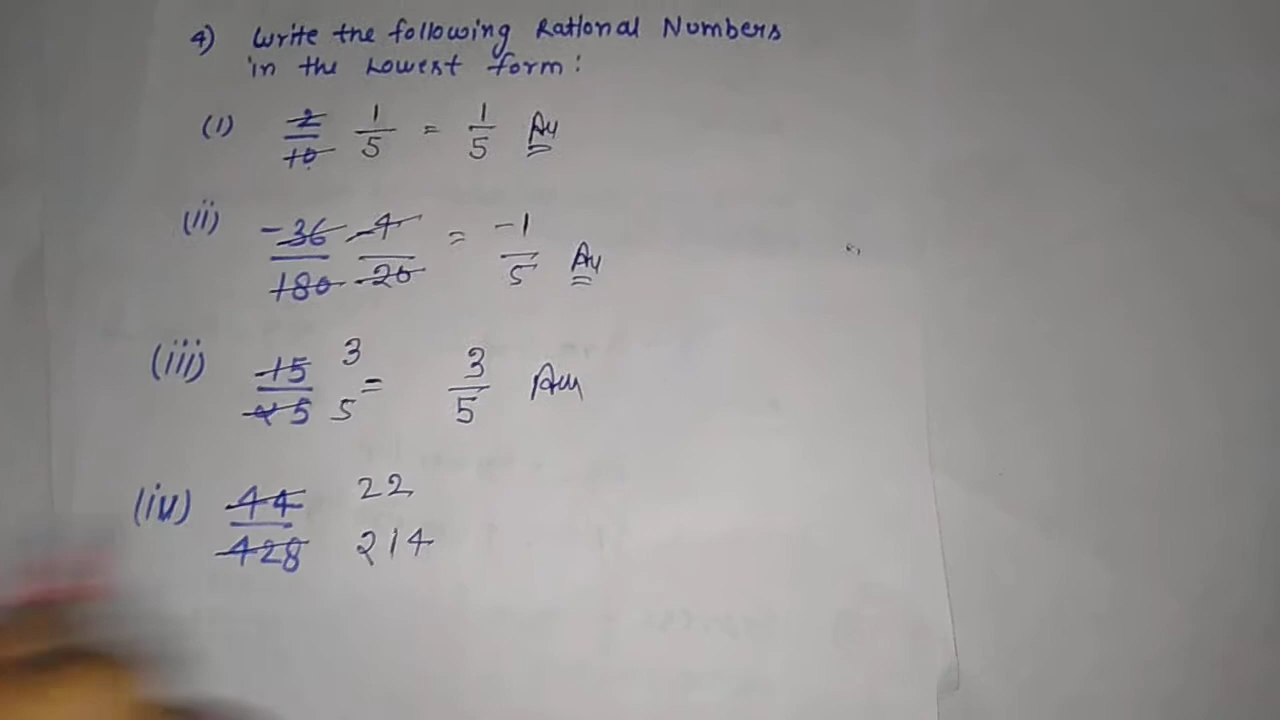 4) Write the following Rational Numbers
in the Lowest form:
(i) 2/10 1/5 = 1/5 Ans
(ii) -36/180 -4/20 = -1/5 Ans
(iii) 15/25 3/5 = 3/5 Ans
(iv) 44/428 22/214